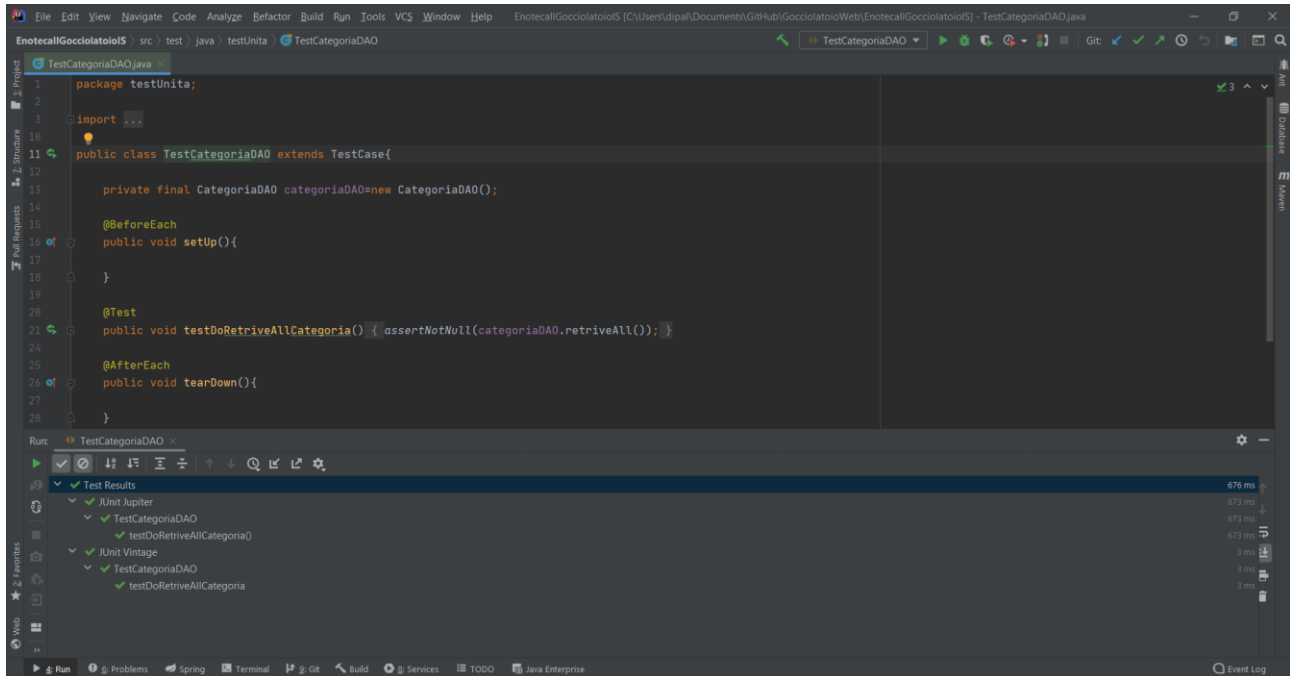 File Edit View Navigate Code Analyze Refactor Build Run Tools VCS Window Help EnotecaIlGocciolatoioIS [C:\Users\dipal\Documents\GitHub\GocciolatoioWeb\EnotecaIlGocciolatoioIS] - TestCategoriaDAO.java
EnotecaIlGocciolatoioIS src test java testUnita TestCategoriaDAO TestCategoriaDAO Git:
TestCategoriaDAO.java
1 package testUnita; 3
2
3 import ...
10
11 public class TestCategoriaDAO extends TestCase{
12
13 private final CategoriaDAO categoriaDAO=new CategoriaDAO();
14
15 @BeforeEach
16 public void setUp(){
17
18 }
19
20 @Test
21 public void testDoRetriveAllCategoria() { assertNotNull(categoriaDAO.retriveAll()); }
24
25 @AfterEach
26 public void tearDown(){
27
28 }
1: Project
2: Structure
Pull Requests
2: Favorites
Web
Ant
Database
m Maven
Run: TestCategoriaDAO
Test Results 676 ms
JUnit Jupiter 673 ms
TestCategoriaDAO 673 ms
testDoRetriveAllCategoria() 673 ms
JUnit Vintage 3 ms
TestCategoriaDAO 3 ms
testDoRetriveAllCategoria 3 ms
4: Run 6: Problems Spring Terminal 9: Git Build 8: Services TODO Java Enterprise Event Log